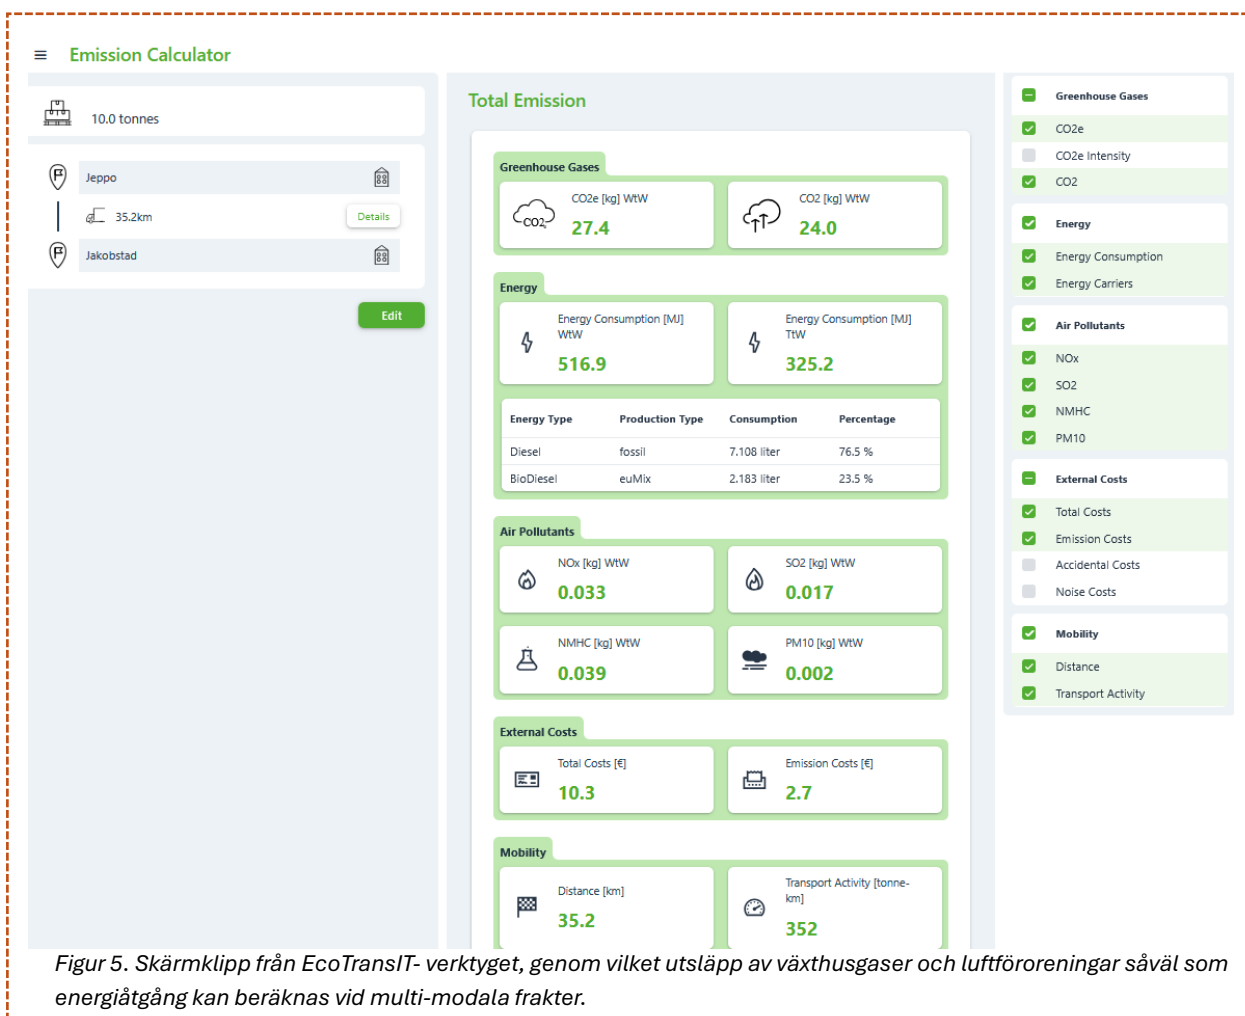 Emission Calculator
10.0 tonnes
Jeppo
35.2km
Details
Jakobstad
Edit
Total Emission
Greenhouse Gases
CO2e [kg] WtW
CO2
27.4
CO2 [kg] WtW
24.0
Energy
Energy Consumption [MJ]
WtW
516.9
Energy Consumption [MJ]
TtW
325.2
Energy Type Production Type Consumption Percentage
Diesel fossil 7.108 liter 76.5 %
BioDiesel euMix 2.183 liter 23.5 %
Air Pollutants
NOx [kg] WtW
0.033
SO2 [kg] WtW
0.017
NMHC [kg] WtW
0.039
PM10 [kg] WtW
0.002
External Costs
Total Costs [€]
10.3
Emission Costs [€]
2.7
Mobility
Distance [km]
35.2
Transport Activity [tonne-
km]
352
Greenhouse Gases
CO2e
CO2e Intensity
CO2
Energy
Energy Consumption
Energy Carriers
Air Pollutants
NOx
SO2
NMHC
PM10
External Costs
Total Costs
Emission Costs
Accidental Costs
Noise Costs
Mobility
Distance
Transport Activity
Figur 5. Skärmklipp från EcoTransIT- verktyget, genom vilket utsläpp av växthusgaser och luftföroreningar såväl som
energiåtgång kan beräknas vid multi-modala frakter.